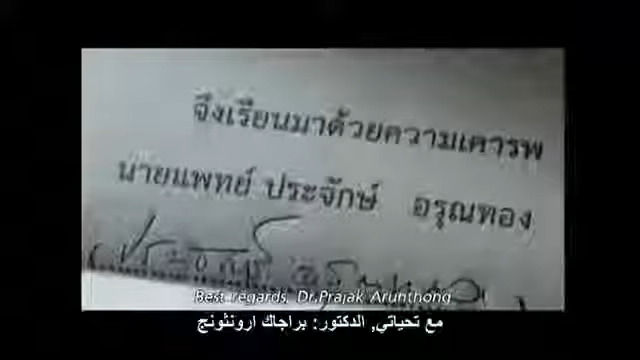 จึงเรียนมาด้วยความเคารพ
นายแพทย์ ประจักษ์ อรุณทอง
Best regards, Dr.Prajak Arunthong
مع تحياتي, الدكتور: براجاك ارونثونج